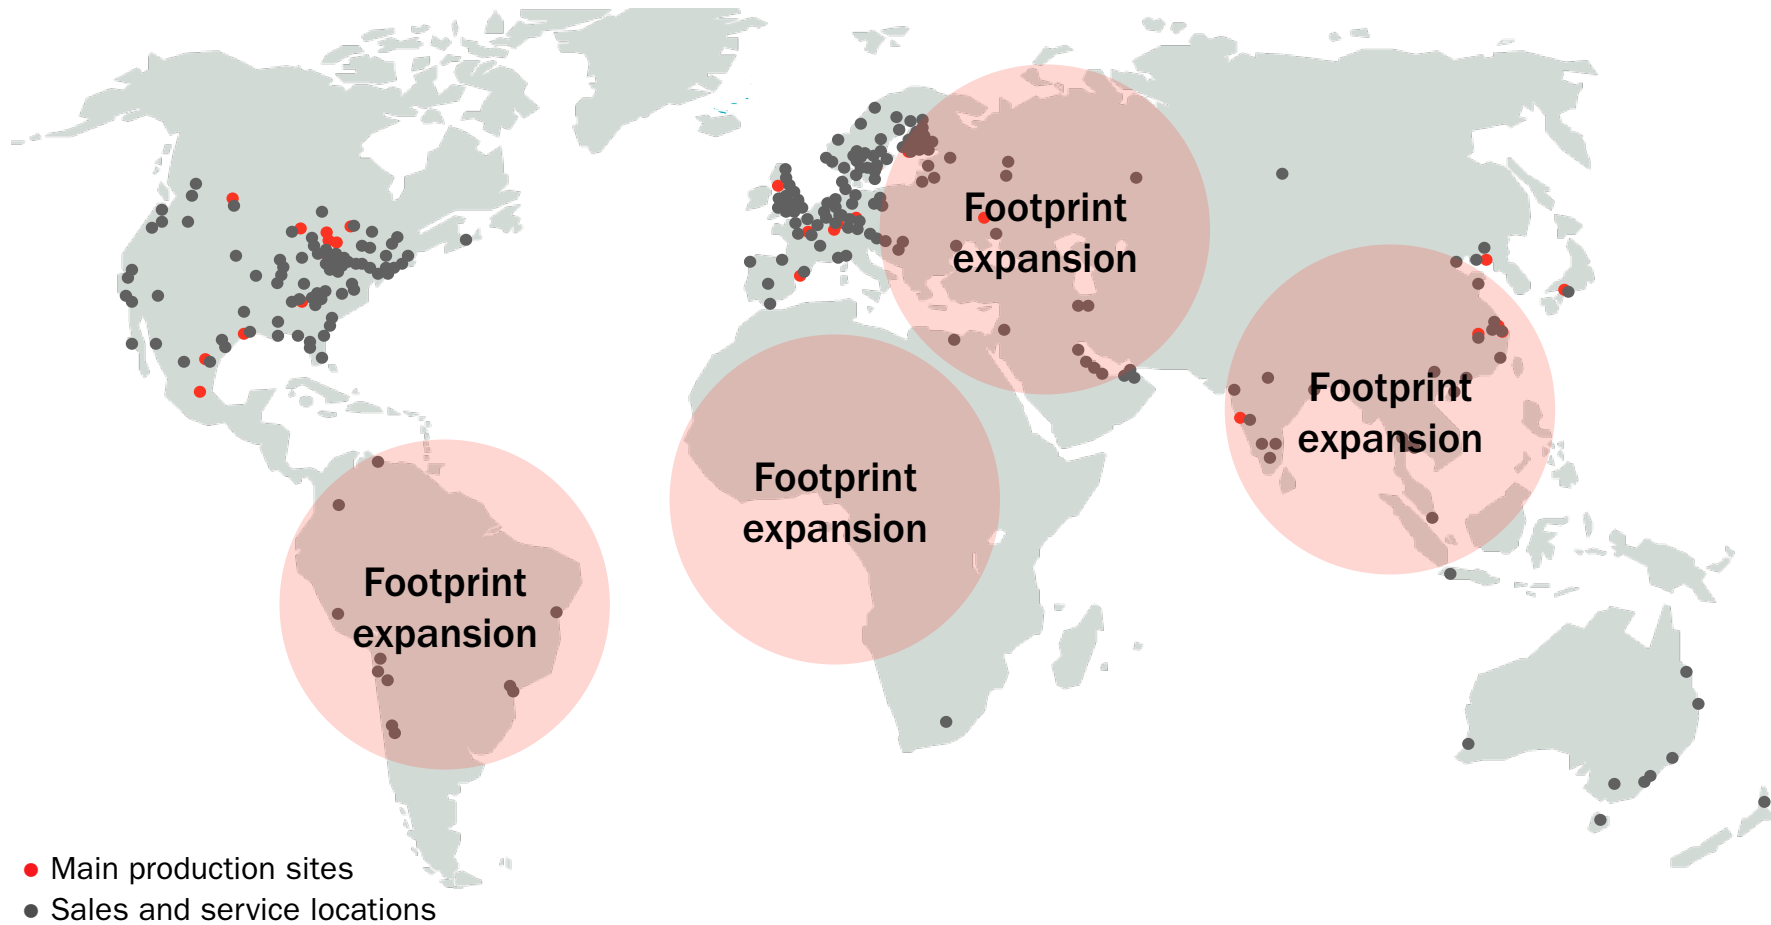 Footprint
expansion
Footprint
expansion
Footprint
expansion
Footprint
expansion
Main production sites
Sales and service locations